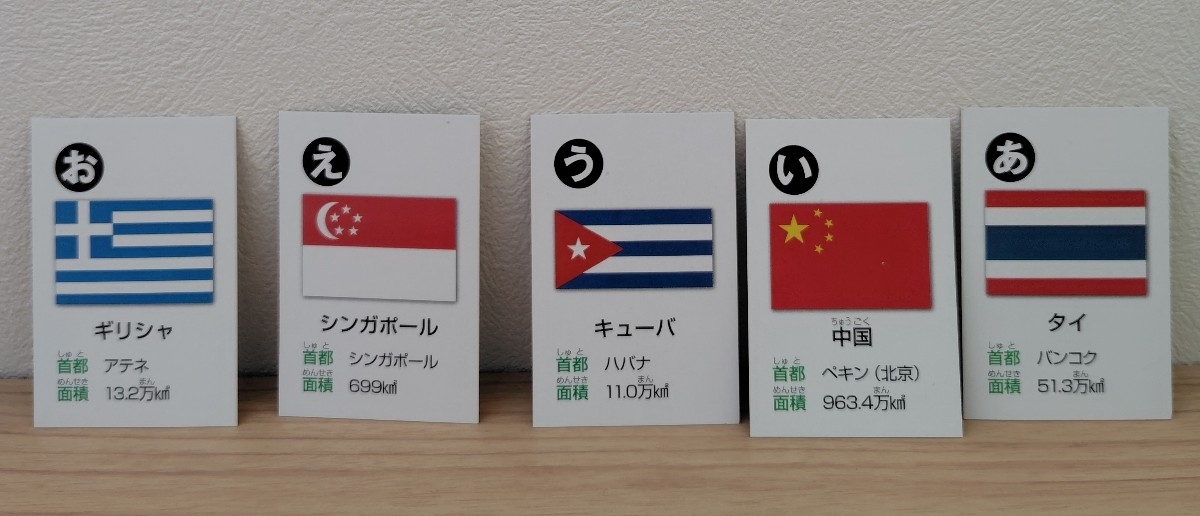 お
ギリシャ
しゅと
首都 アテネ
めんせき まん
面積 13.2万km²
え
シンガポール
しゅと
首都 シンガポール
めんせき
面積 699km²
う
キューバ
しゅと
首都 ハバナ
めんせき まん
面積 11.0万km²
い
ちゅうごく
中国
しゅと
首都 ペキン（北京）
めんせき まん
面積 963.4万km²
あ
タイ
しゅと
首都 バンコク
めんせき まん
面積 51.3万km²